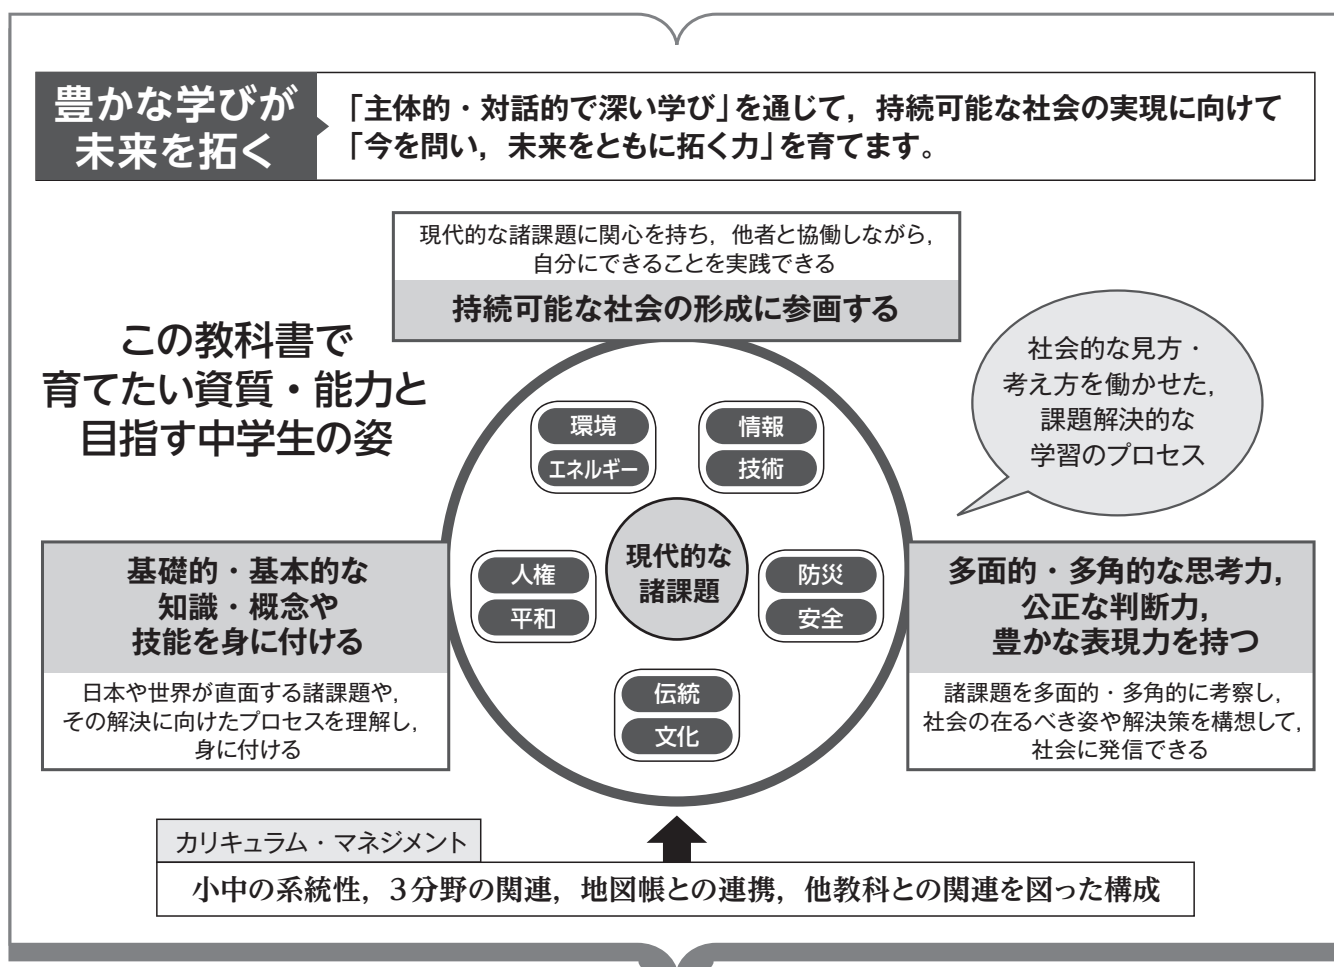 豊かな学びが
未来を拓く
「主体的・対話的で深い学び」を通じて，持続可能な社会の実現に向けて
「今を問い，未来をともに拓く力」を育てます。
現代的な諸課題に関心を持ち，他者と協働しながら，
自分にできることを実践できる
持続可能な社会の形成に参画する
この教科書で
育てたい資質・能力と
目指す中学生の姿
社会的な見方・
考え方を働かせた，
課題解決的な
学習のプロセス
環境
エネルギー
情報
技術
現代的な
諸課題
人権
平和
防災
安全
伝統
文化
基礎的・基本的な
知識・概念や
技能を身に付ける
日本や世界が直面する諸課題や，
その解決に向けたプロセスを理解し，
身に付ける
多面的・多角的な思考力，
公正な判断力，
豊かな表現力を持つ
諸課題を多面的・多角的に考察し，
社会の在るべき姿や解決策を構想して，
社会に発信できる
カリキュラム・マネジメント
小中の系統性，3分野の関連，地図帳との連携，他教科との関連を図った構成